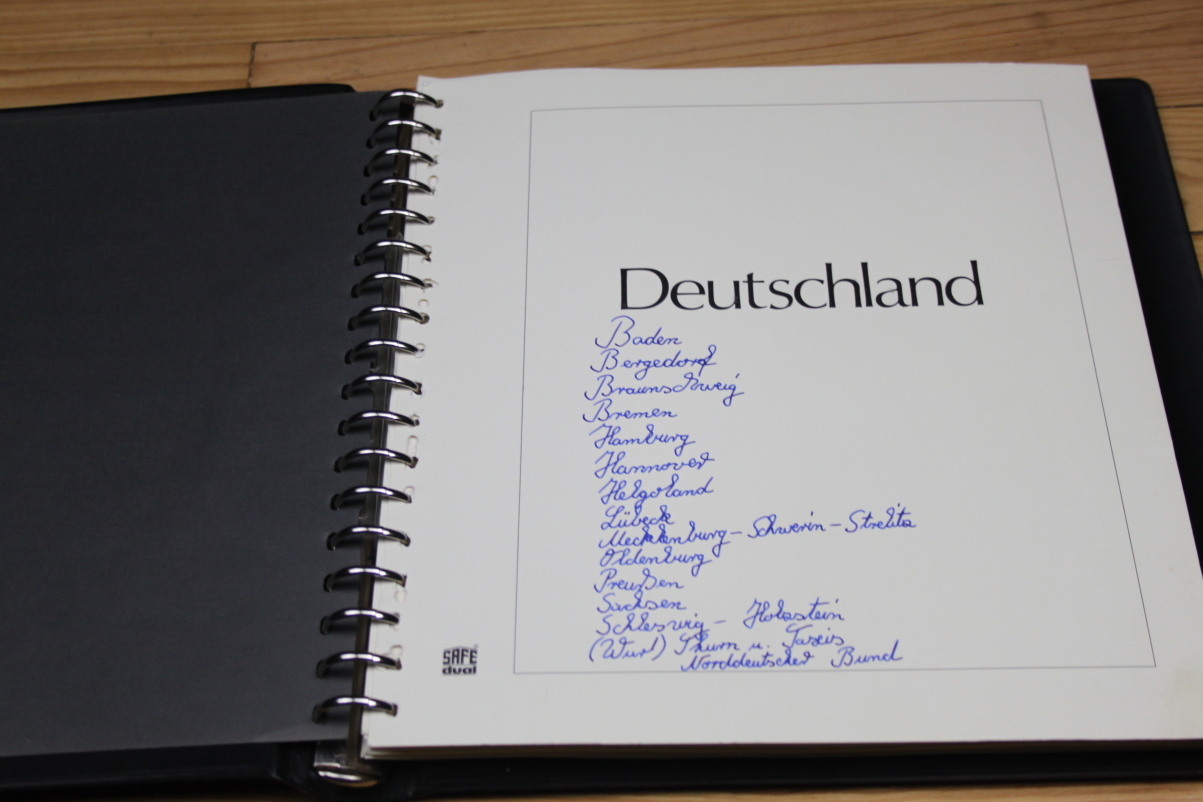 Deutschland
Baden
Bergedorf
Braunschweig
Bremen
Hamburg
Hannover
Helgoland
Lübeck
Mecklenburg - Schwerin - Strelitz
Oldenburg
Preußen
Sachsen
Schleswig - Holstein
(Würt) Thurn u. Taxis
Norddeutscher Bund
SAFE
dual